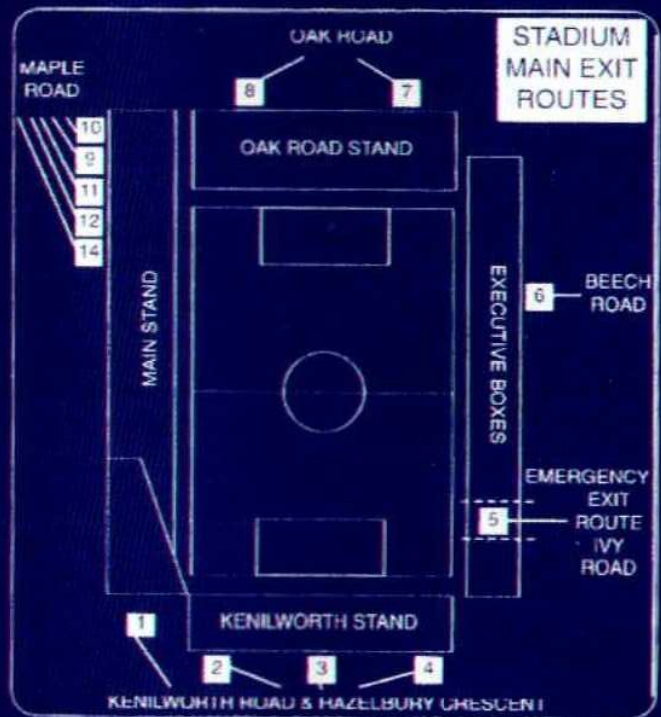 OAK ROAD
STADIUM
MAIN EXIT
ROUTES
MAPLE
ROAD
8
7
10
9
11
12
14
OAK ROAD STAND
MAIN STAND
EXECUTIVE BOXES
6
BEECH
ROAD
5
EMERGENCY
EXIT
ROUTE
IVY
ROAD
1
KENILWORTH STAND
2
3
4
KENILWORTH ROAD & HAZELBURY CRESCENT